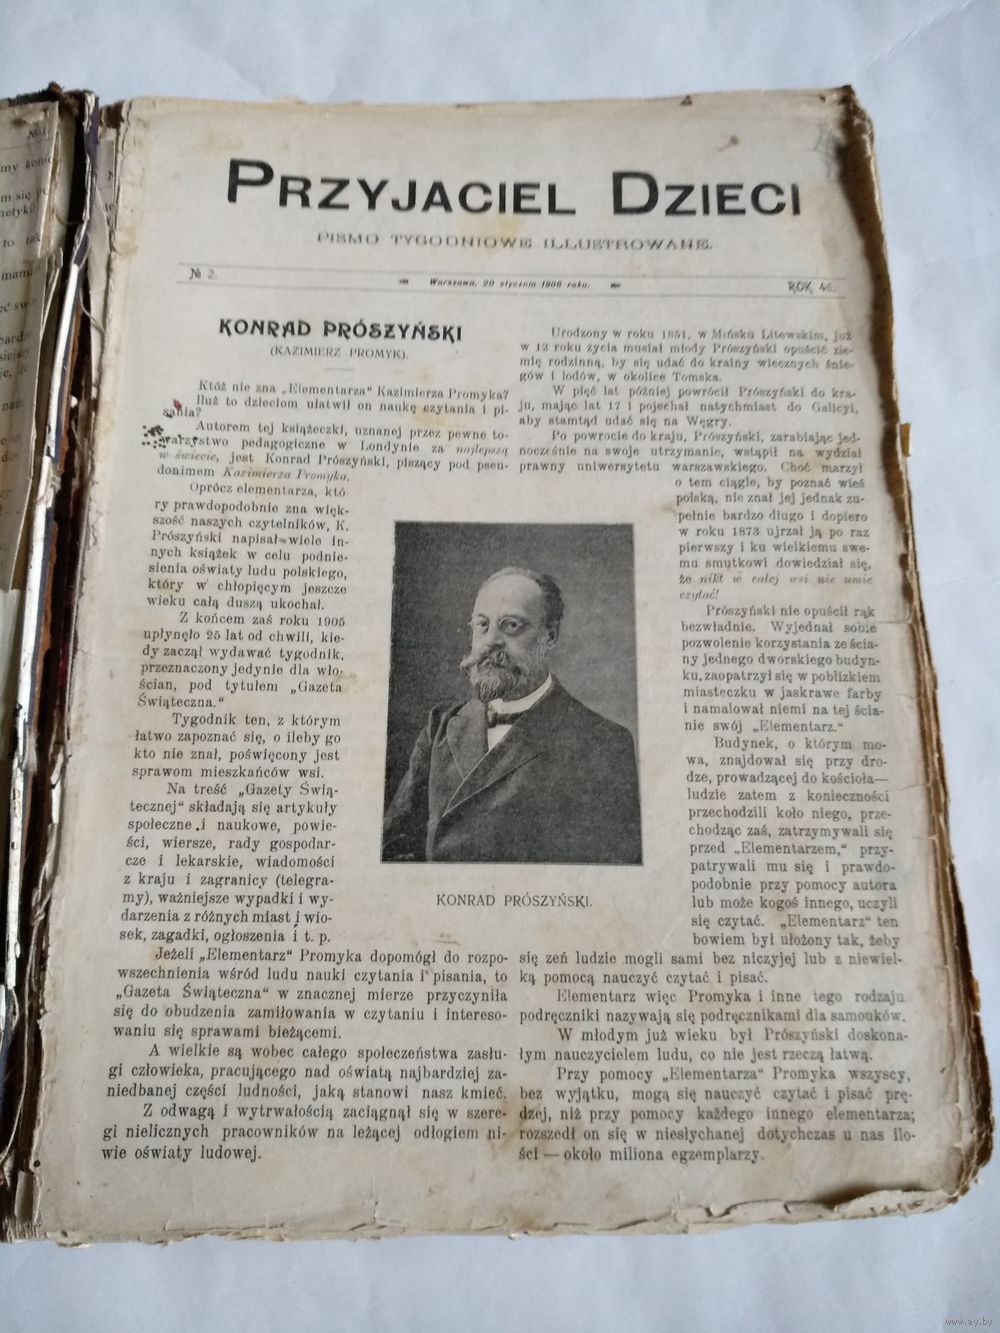 PRZYJACIEL DZIECI
PISMO TYGODNIOWE ILLUSTROWANE.
№ 2.
Warszawa, 20 stycznia 1906 roku.
ROK 46.
KONRAD PRÓSZYŃSKI
(KAZIMIERZ PROMYK).
Któż nie zna „Elementarza“ Kazimierza Promyka?
Iluż to dzieciom ułatwił on naukę czytania i pi-
sania?
Autorem tej książeczki, uznanej przez pewne to-
warzystwo pedagogiczne w Londynie za najlepszą
w świecie, jest Konrad Prószyński, piszący pod pseu-
donimem Kazimierza Promyka.
Oprócz elementarza, któ-
ry prawdopodobnie zna więk-
szość naszych czytelników, K.
Prószyński napisał wiele in-
nych książek w celu podnie-
sienia oświaty ludu polskiego,
który w chłopięcym jeszcze
wieku całą duszą ukochał.
Z końcem zaś roku 1905
upłynęło 25 lat od chwili, kie-
dy zaczął wydawać tygodnik,
przeznaczony jedynie dla wło-
ścian, pod tytułem „Gazeta
Świąteczna.“
Tygodnik ten, z którym
łatwo zapoznać się, o ileby go
kto nie znał, poświęcony jest
sprawom mieszkańców wsi.
Na treść „Gazety Świą-
tecznej“ składają się artykuły
społeczne i naukowe, powie-
ści, wiersze, rady gospodar-
cze i lekarskie, wiadomości
z kraju i zagranicy (telegra-
my), ważniejsze wypadki i wy-
darzenia z różnych miast i wio-
sek, zagadki, ogłoszenia i t. p.
Jeżeli „Elementarz“ Promyka dopomógł do rozpo-
wszechnienia wśród ludu nauki czytania i pisania, to
„Gazeta Świąteczna“ w znacznej mierze przyczyniła
się do obudzenia zamiłowania w czytaniu i intereso-
waniu się sprawami bieżącemi.
A wielkie są wobec całego społeczeństwa zasłu-
gi człowieka, pracującego nad oświatą najbardziej za-
niedbanej części ludności, jaką stanowi nasz kmieć.
Z odwagą i wytrwałością zaciągnął się w szere-
gi nielicznych pracowników na leżącej odłogiem ni-
wie oświaty ludowej.
KONRAD PRÓSZYŃSKI.
Urodzony w roku 1851, w Mińsku Litewskim, już
w 12 roku życia musiał młody Prószyński opuścić zie-
mię rodzinną, by się udać do krainy wiecznych śnie-
gów i lodów, w okolice Tomska.
W pięć lat później powrócił Prószyński do kra-
ju, mając lat 17 i pojechał natychmiast do Galicyi,
aby stamtąd udać się na Węgry.
Po powrocie do kraju, Prószyński, zarabiając jed-
nocześnie na swoje utrzymanie, wstąpił na wydział
prawny uniwersytetu warszawskiego. Choć marzył
o tem ciągle, by poznać wieś
polską, nie znał jej jednak zu-
pełnie bardzo długo i dopiero
w roku 1873 ujrzał ją po raz
pierwszy i ku wielkiemu swe-
mu smutkowi dowiedział się,
że nikt w całej wsi nie umie
czytać!
Prószyński nie opuścił rąk
bezwładnie. Wyjednał sobie
pozwolenie korzystania ze ścia-
ny jednego dworskiego budyn-
ku, zaopatrzył się w poblizkiem
miasteczku w jaskrawe farby
i namalował niemi na tej ścia-
nie swój „Elementarz.“
Budynek, o którym mo-
wa, znajdował się przy dro-
dze, prowadzącej do kościoła—
ludzie zatem z konieczności
przechodzili koło niego, prze-
chodząc zaś, zatrzymywali się
przed „Elementarzem,“ przy-
patrywali mu się i prawdo-
podobnie przy pomocy autora
lub może kogoś innego, uczyli
się czytać. „Elementarz“ ten
bowiem był ułożony tak, żeby
się zeń ludzie mogli sami bez niczyjej lub z niewiel-
ką pomocą nauczyć czytać i pisać.
Elementarz więc Promyka i inne tego rodzaju
podręczniki nazywają się podręcznikami dla samouków.
W młodym już wieku był Prószyński doskona-
łym nauczycielem ludu, co nie jest rzeczą łatwą.
Przy pomocy „Elementarza“ Promyka wszyscy,
bez wyjątku, mogą się nauczyć czytać i pisać prę-
dzej, niż przy pomocy każdego innego elementarza;
rozszedł on się w niesłychanej dotychczas u nas ilo-
ści — około miliona egzemplarzy.
www.ay.by